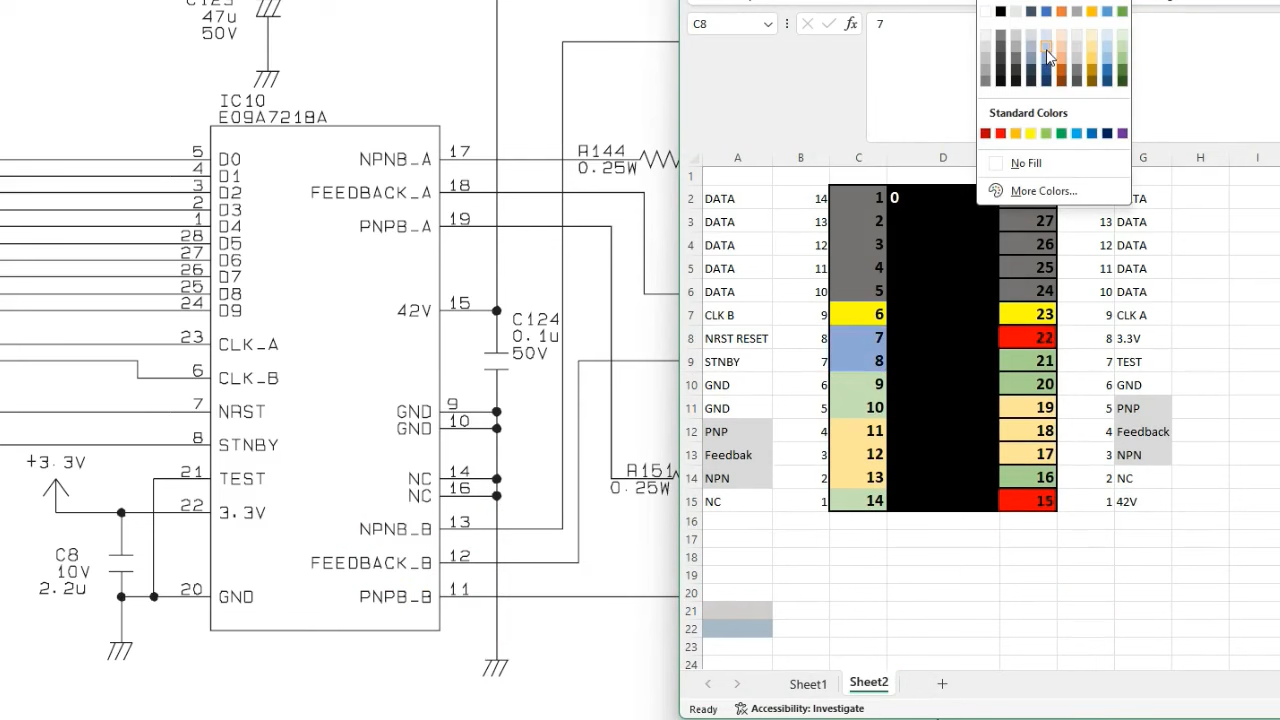 C123
47u
50V
IC10
E09A7218A
5 D0
4 D1
3 D2
2 D3
1 D4
28 D5
27 D6
26 D7
25 D8
24 D9
23 CLK_A
6 CLK_B
7 NRST
8 STNBY
21 TEST
22 3.3V
20 GND
NPNB_A 17
FEEDBACK_A 18
PNPB_A 19
42V 15
GND 9
GND 10
NC 14
NC 16
NPNB_B 13
FEEDBACK_B 12
PNPB_B 11
R144
0.25W
C124
0.1u
50V
R151
0.25W
+3.3V
C8
10V
2.2u
C8 fx 7
Standard Colors
No Fill
More Colors...
A B C D G H I
1
2 DATA 14 1 0 TA
3 DATA 13 2 27 13 DATA
4 DATA 12 3 26 12 DATA
5 DATA 11 4 25 11 DATA
6 DATA 10 5 24 10 DATA
7 CLK B 9 6 23 9 CLK A
8 NRST RESET 8 7 22 8 3.3V
9 STNBY 7 8 21 7 TEST
10 GND 6 9 20 6 GND
11 GND 5 10 19 5 PNP
12 PNP 4 11 18 4 Feedback
13 Feedbak 3 12 17 3 NPN
14 NPN 2 13 16 2 NC
15 NC 1 14 15 1 42V
16
17
18
19
20
21
22
23
24
Sheet1 Sheet2 +
Ready Accessibility: Investigate